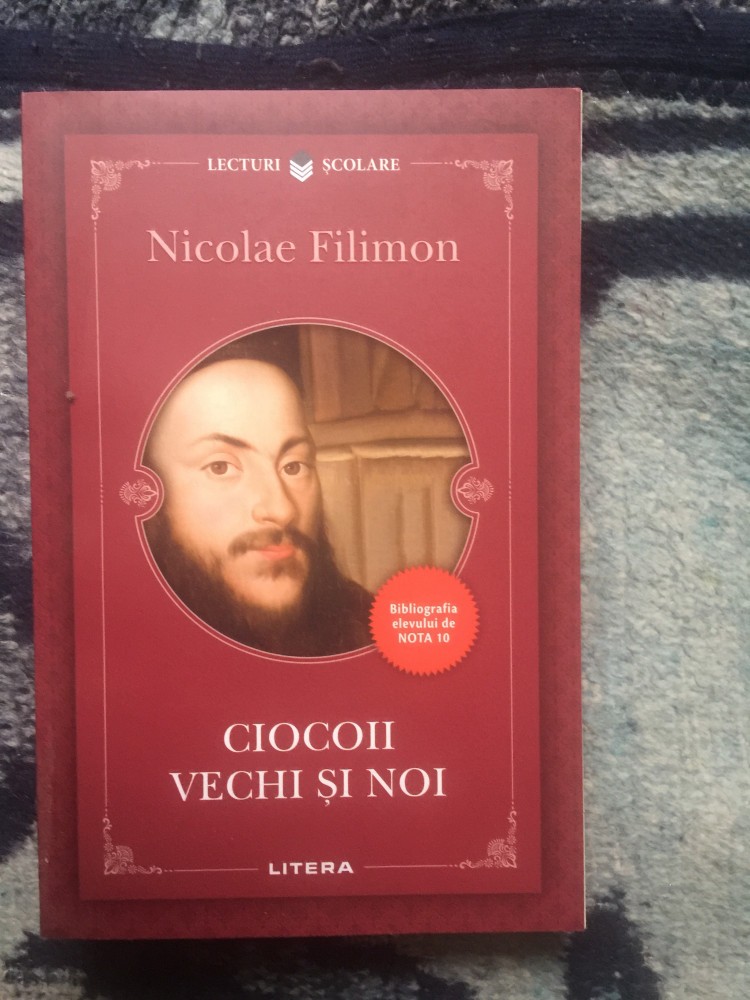 LECTURI ȘCOLARE
Nicolae Filimon
Bibliografia
elevului de
NOTA 10
CIOCOII
VECHI ȘI NOI
LITERA